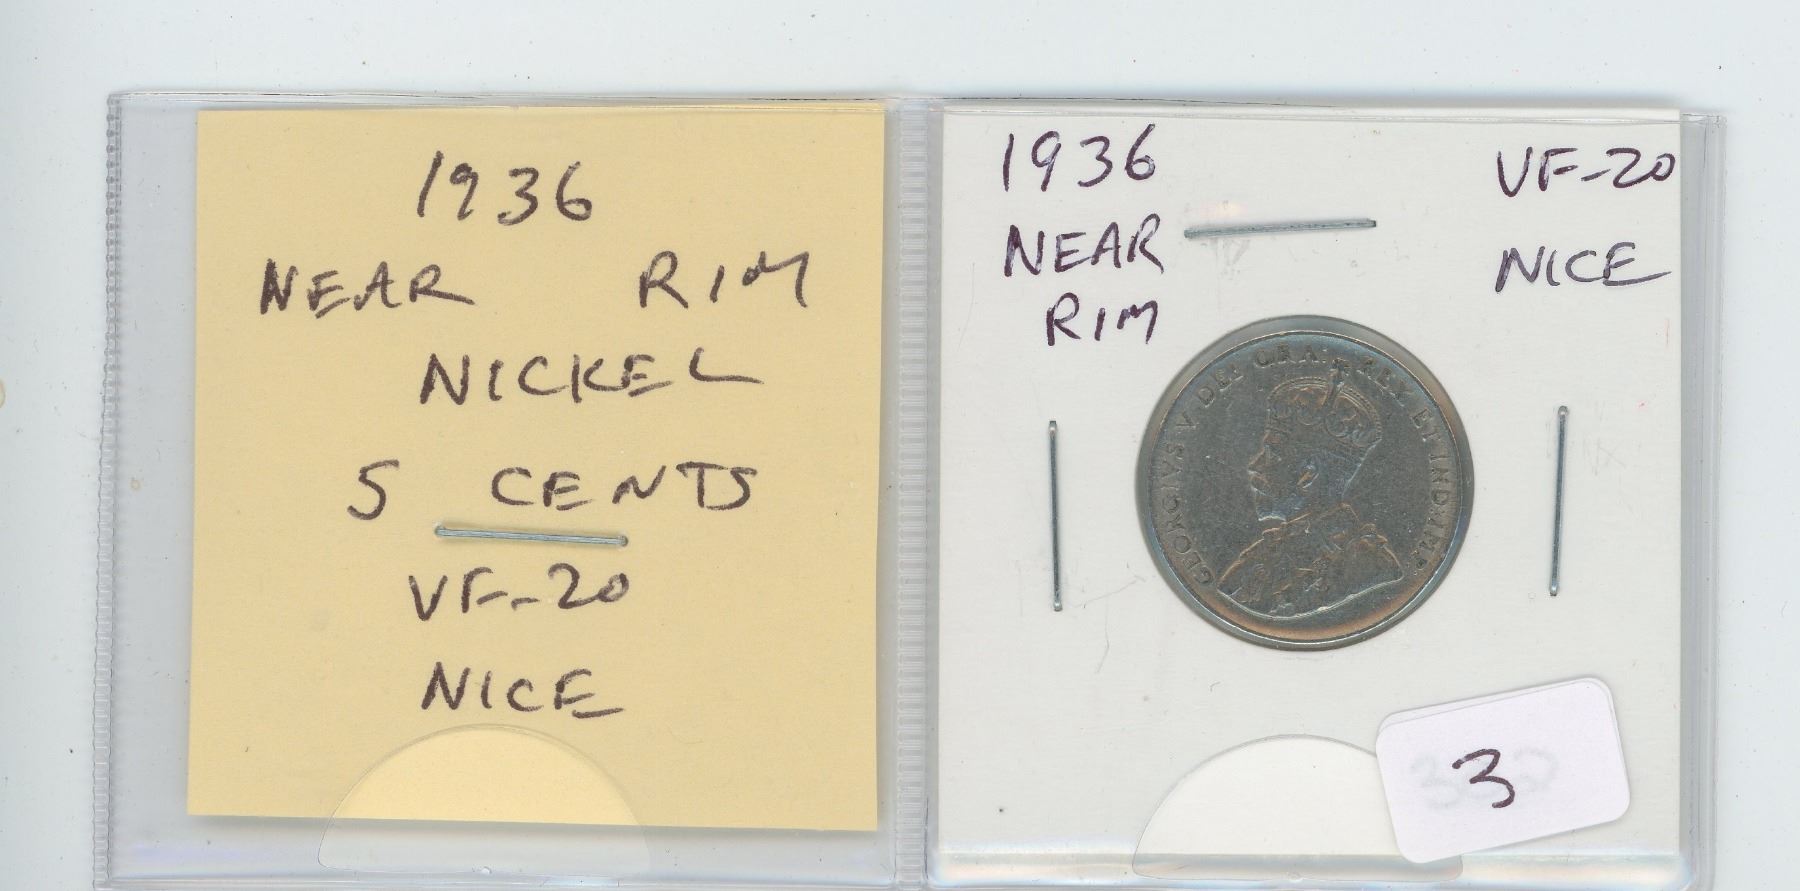 1936
NEAR RIM
NICKEL
5 CENTS
VF-20
NICE
1936
NEAR
RIM
VF-20
NICE
GEORGIVS V DEI GRA: REX ET IND: IMP:
3